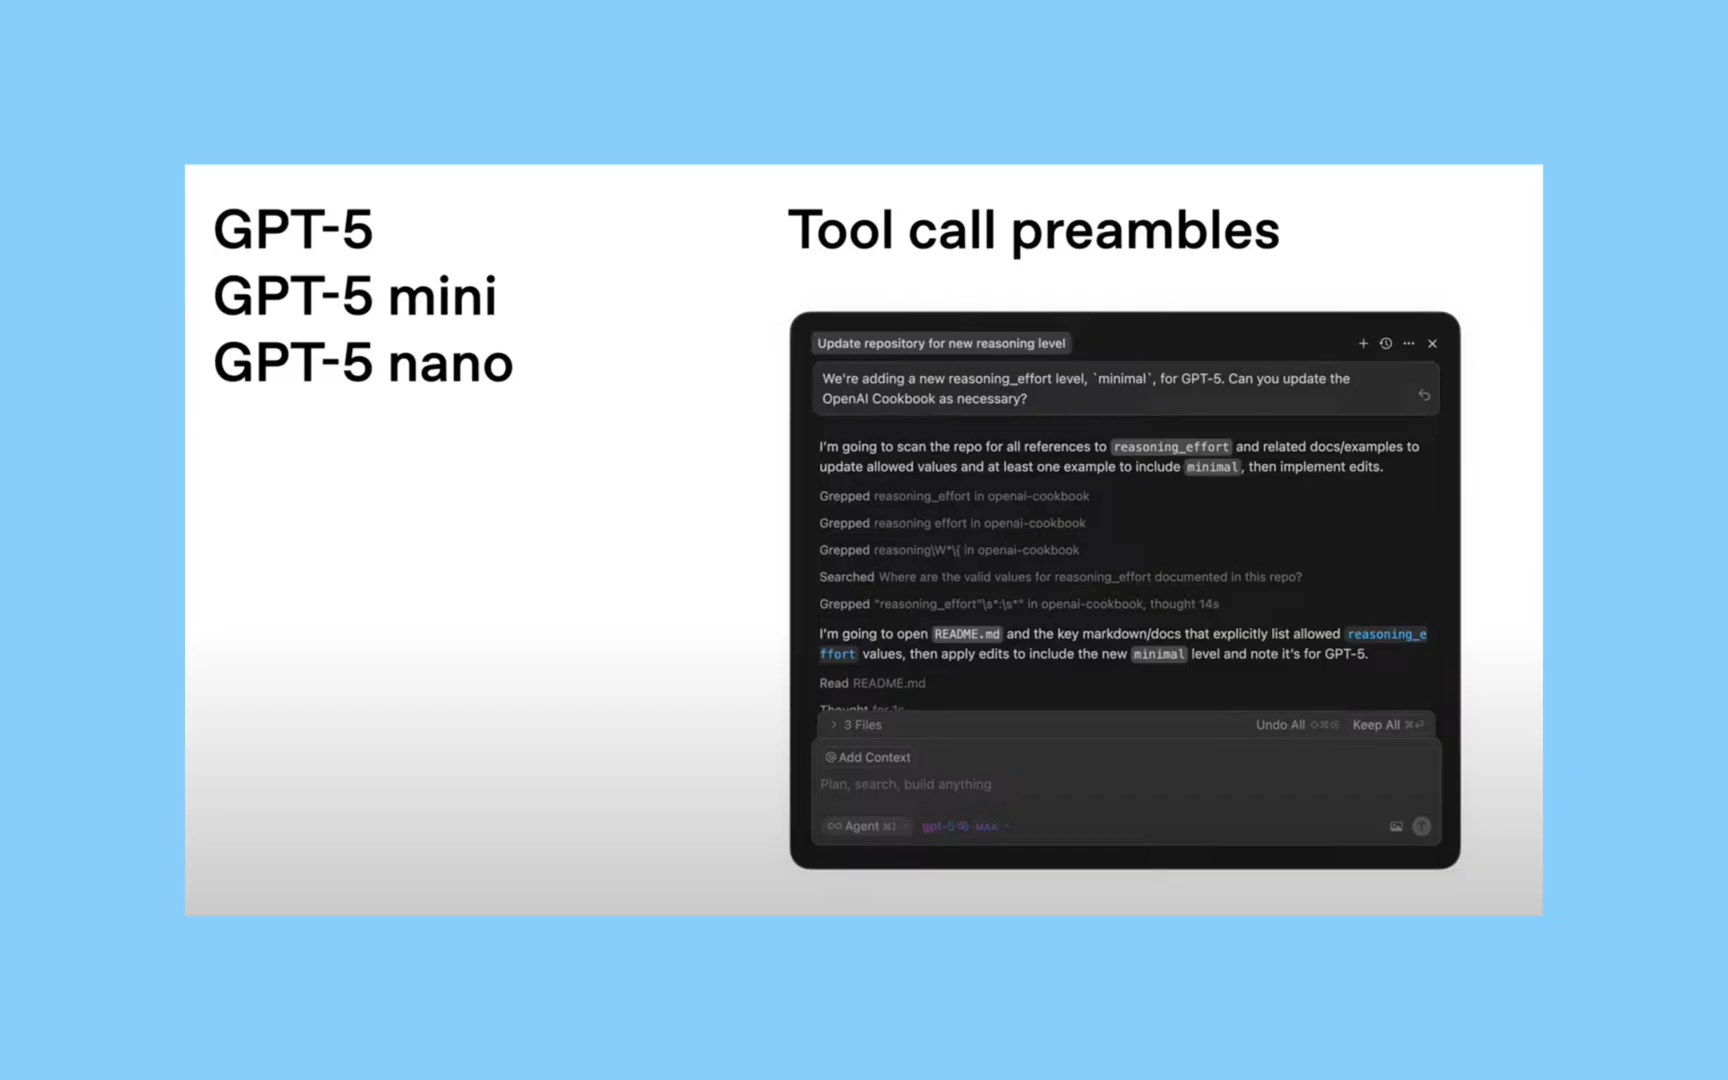 GPT-5
GPT-5 mini
GPT-5 nano
Tool call preambles
Update repository for new reasoning level
We're adding a new reasoning_effort level, `minimal`, for GPT-5. Can you update the
OpenAI Cookbook as necessary?
I'm going to scan the repo for all references to reasoning_effort and related docs/examples to
update allowed values and at least one example to include minimal, then implement edits.
Grepped reasoning_effort in openai-cookbook
Grepped reasoning effort in openai-cookbook
Grepped reasoning\W*\{ in openai-cookbook
Searched Where are the valid values for reasoning_effort documented in this repo?
Grepped "reasoning_effort"\s*:\s*" in openai-cookbook, thought 14s
I'm going to open README.md and the key markdown/docs that explicitly list allowed reasoning_e
ffort values, then apply edits to include the new minimal level and note it's for GPT-5.
Read README.md
Thought for 1s
3 Files
Undo All Keep All ⌘⏎
@ Add Context
Plan, search, build anything
Agent ⌘I gpt-5 MAX